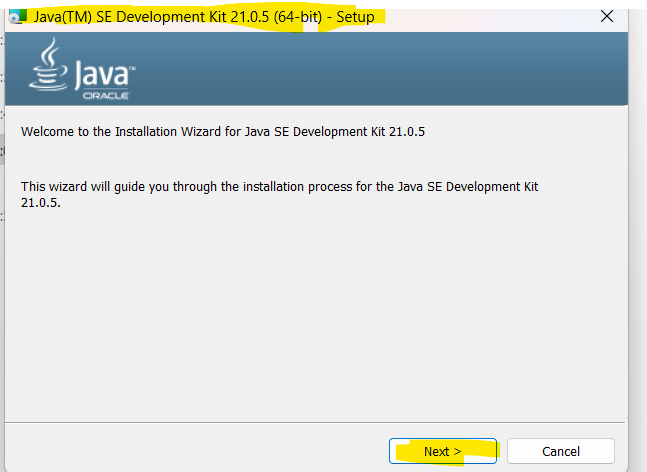 Java(TM) SE Development Kit 21.0.5 (64-bit) - Setup
Java™
ORACLE
Welcome to the Installation Wizard for Java SE Development Kit 21.0.5
This wizard will guide you through the installation process for the Java SE Development Kit
21.0.5.
Next >
Cancel